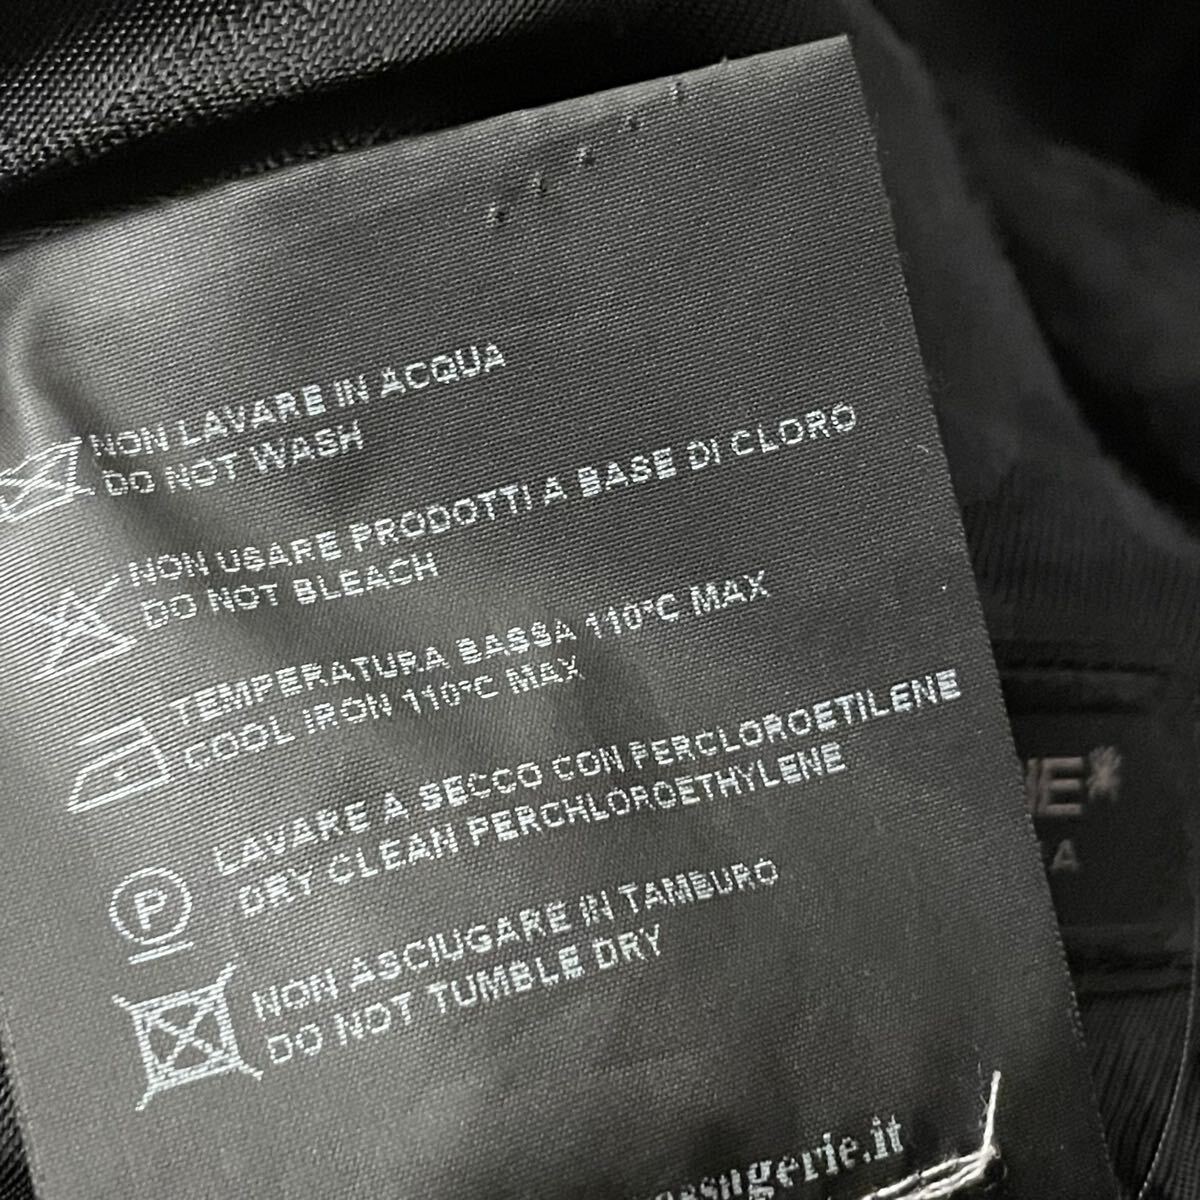 NON LAVARE IN ACQUA
DO NOT WASH
NON USARE PRODOTTI A BASE DI CLORO
DO NOT BLEACH
TEMPERATURA BASSA 110°C MAX
COOL IRON 110°C MAX
LAVARE A SECCO CON PERCLOROETILENE
DRY CLEAN PERCHLOROETHYLENE
P
NON ASCIUGARE IN TAMBURO
DO NOT TUMBLE DRY